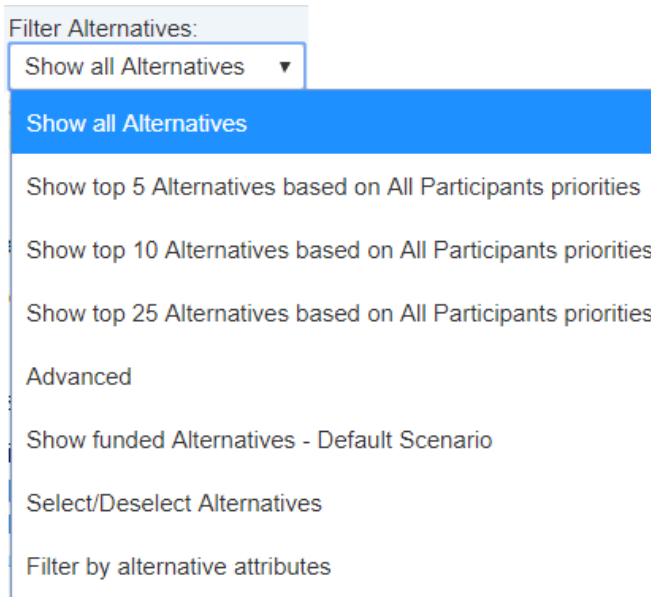 Filter Alternatives:
Show all Alternatives
Show all Alternatives
Show top 5 Alternatives based on All Participants priorities
Show top 10 Alternatives based on All Participants priorities
Show top 25 Alternatives based on All Participants priorities
Advanced
Show funded Alternatives - Default Scenario
Select/Deselect Alternatives
Filter by alternative attributes